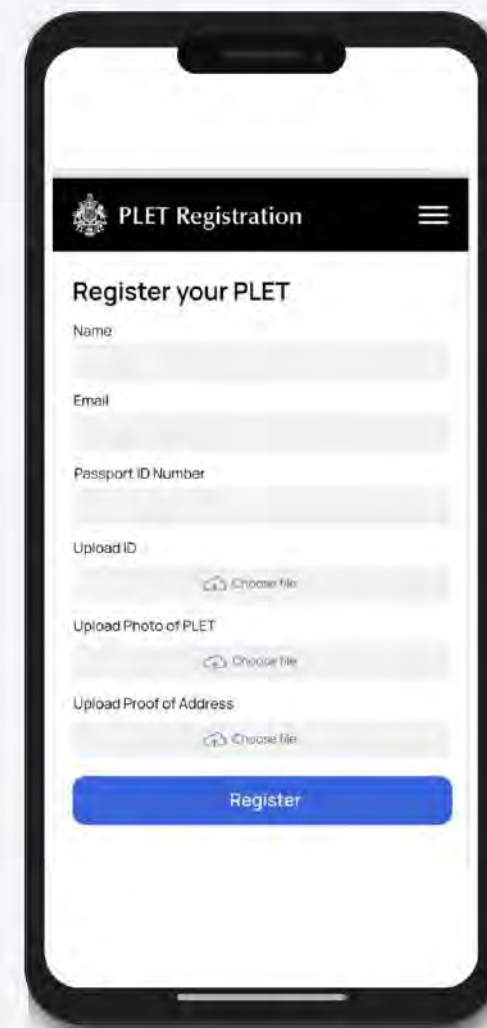 PLET Registration
Register your PLET
Name
Email
Passport ID Number
Upload ID
Choose file
Upload Photo of PLET
Choose file
Upload Proof of Address
Choose file
Register